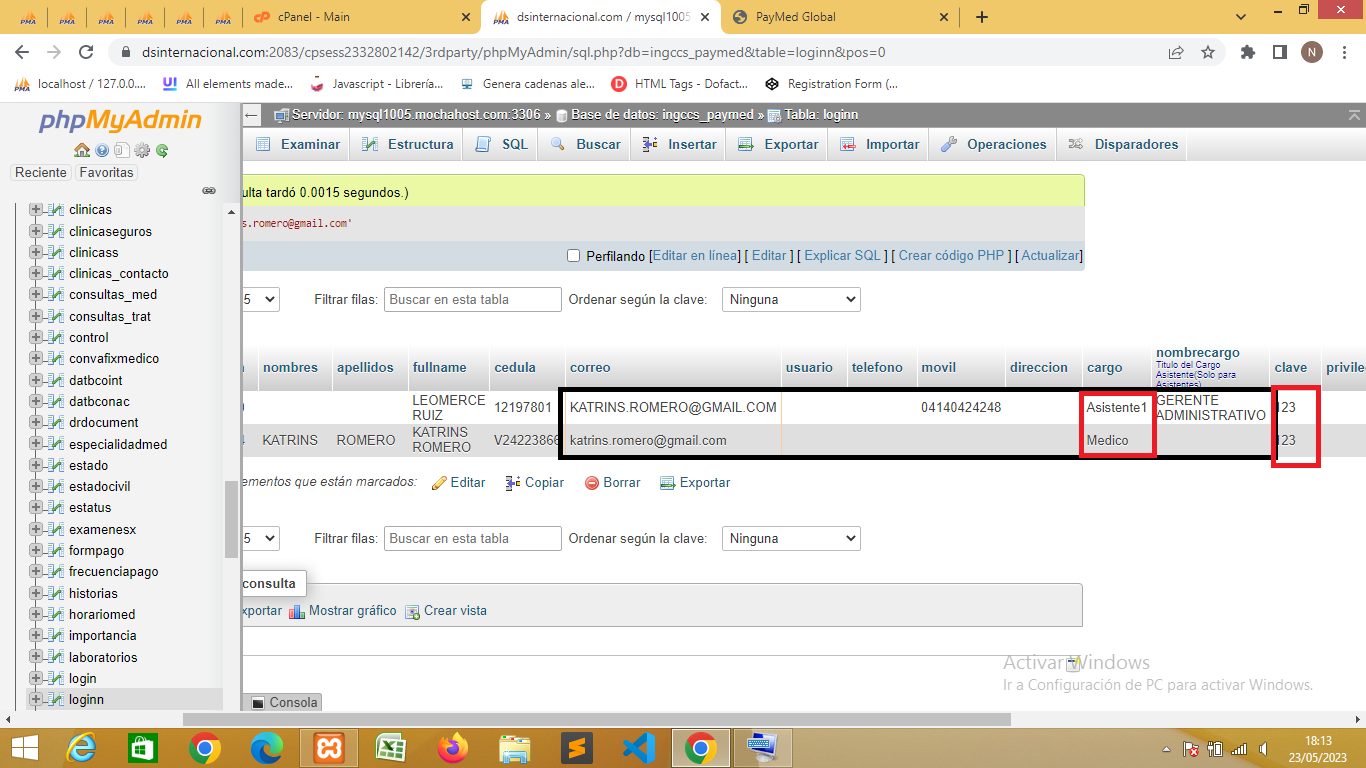 cPanel - Main
dsinternacional.com / mysql1005
PayMed Global
dsinternacional.com:2083/cpsess2332802142/3rdparty/phpMyAdmin/sql.php?db=ingccs_paymed&table=loginn&pos=0
N
localhost / 127.0.0....
All elements made...
Javascript - Librería...
Genera cadenas ale...
HTML Tags - Dofact...
Registration Form (...
phpMyAdmin
Reciente
Favoritas
clinicas
clinicaseguros
clinicass
clinicas_contacto
consultas_med
consultas_trat
control
convafixmedico
datbcoint
datbconac
drdocument
especialidadmed
estado
estadocivil
estatus
examenesx
formpago
frecuenciapago
historias
horariomed
importancia
laboratorios
login
loginn
Servidor: mysql1005.mochahost.com:3306 » Base de datos: ingccs_paymed » Tabla: loginn
Examinar
Estructura
SQL
Buscar
Insertar
Exportar
Importar
Operaciones
Disparadores
ulta tardó 0.0015 segundos.)
s.romero@gmail.com'
Perfilando [Editar en línea] [ Editar ] [ Explicar SQL ] [ Crear código PHP ] [ Actualizar]
5 Filtrar filas: Buscar en esta tabla Ordenar según la clave: Ninguna
nombres apellidos fullname cedula correo usuario telefono movil direccion cargo nombrecargo clave privile
Titulo del Cargo
Asistente(Solo para
Asistentes)
LEOMERCE RUIZ 12197801 KATRINS.ROMERO@GMAIL.COM 04140424248 Asistente1 GERENTE ADMINISTRATIVO 123
KATRINS ROMERO KATRINS ROMERO V24223866 katrins.romero@gmail.com Medico 123
ementos que están marcados: Editar Copiar Borrar Exportar
5 Filtrar filas: Buscar en esta tabla Ordenar según la clave: Ninguna
consulta
xportar Mostrar gráfico Crear vista
Consola
Activar Windows
Ir a Configuración de PC para activar Windows.
18:13
23/05/2023